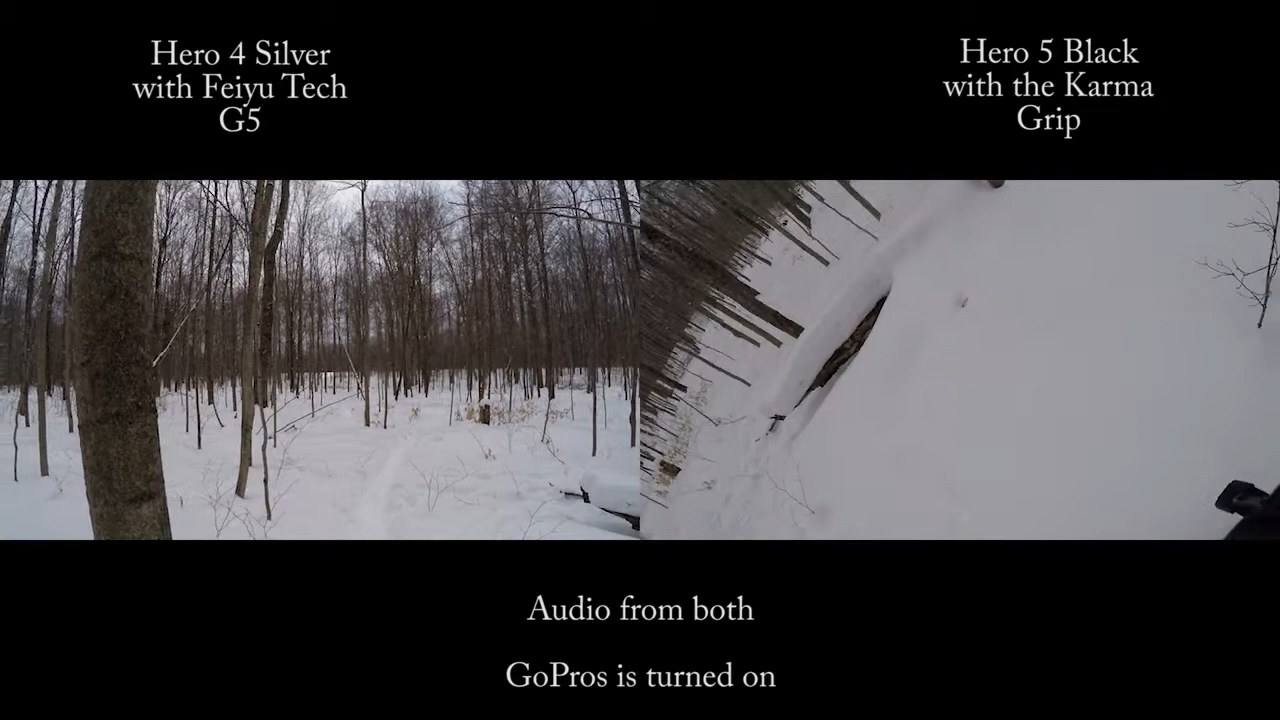 Hero 4 Silver
with Feiyu Tech
G5
Hero 5 Black
with the Karma
Grip
Audio from both
GoPros is turned on